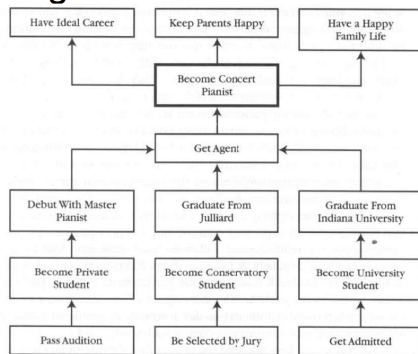 Have Ideal Career
Keep Parents Happy
Have a Happy
Family Life
Become Concert
Pianist
Get Agent
Debut With Master
Pianist
Graduate From
Julliard
Graduate From
Indiana University
Become Private
Student
Become Conservatory
Student
Become University
Student
Pass Audition
Be Selected by Jury
Get Admitted